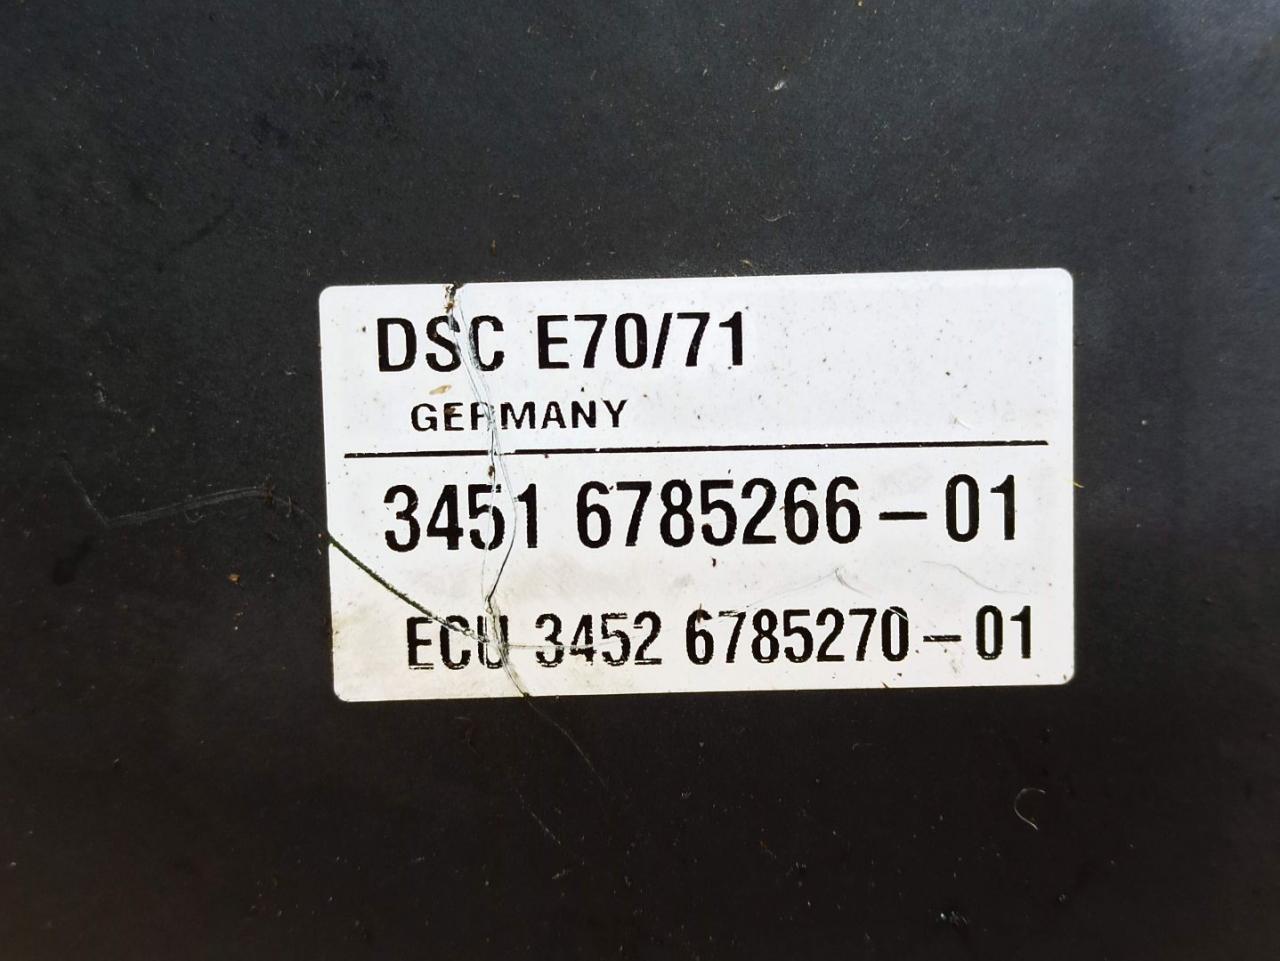 DSC E70/71
GERMANY
3451 6785266-01
ECU 3452 6785270-01